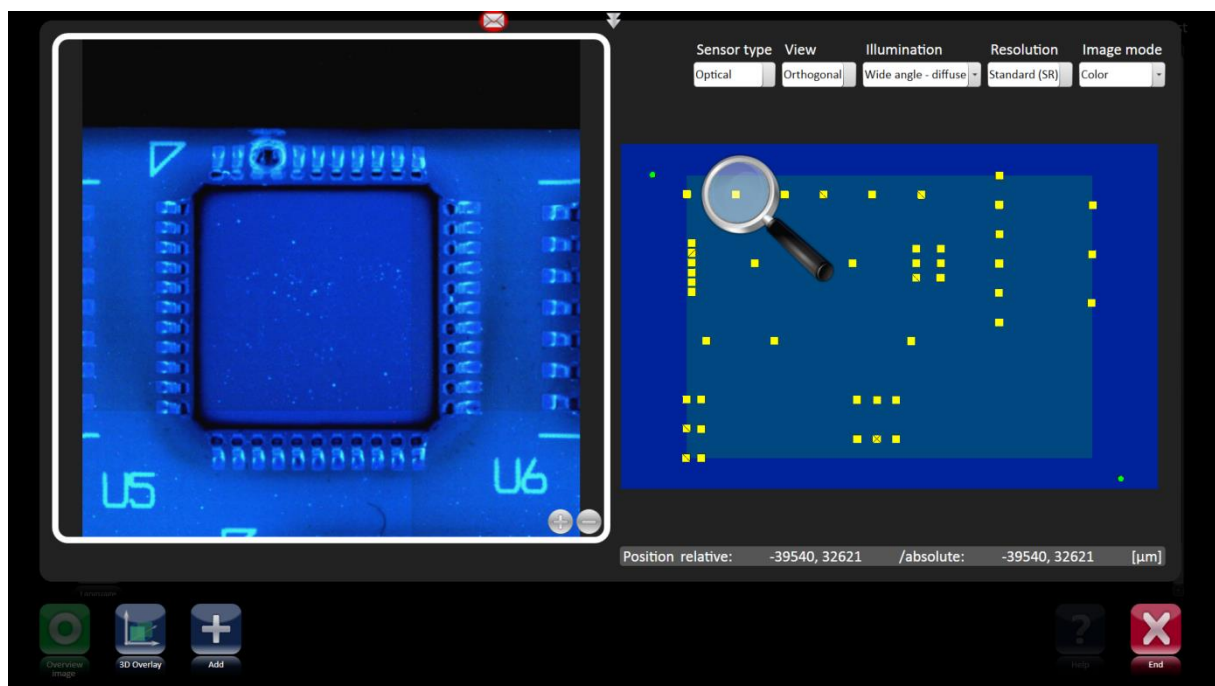 Sensor type View Illumination Resolution Image mode
Optical Orthogonal Wide angle - diffuse Standard (SR) Color
U5 U6
Position relative: -39540, 32621 /absolute: -39540, 32621 [µm]
Language
Overview image
3D Overlay
Add
Help
End